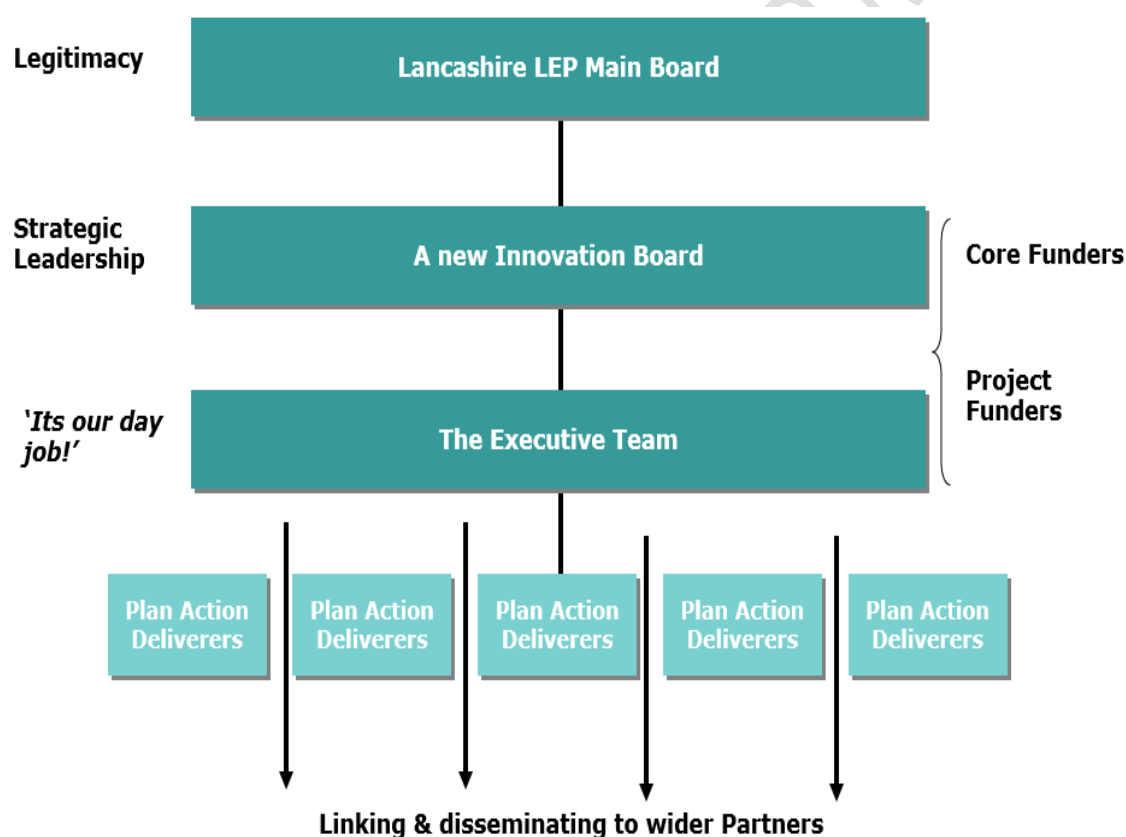 Legitimacy
Lancashire LEP Main Board
Strategic
Leadership
A new Innovation Board
Core Funders
Project
Funders
‘Its our day
job!’
The Executive Team
Plan Action
Deliverers
Plan Action
Deliverers
Plan Action
Deliverers
Plan Action
Deliverers
Plan Action
Deliverers
Linking & disseminating to wider Partners